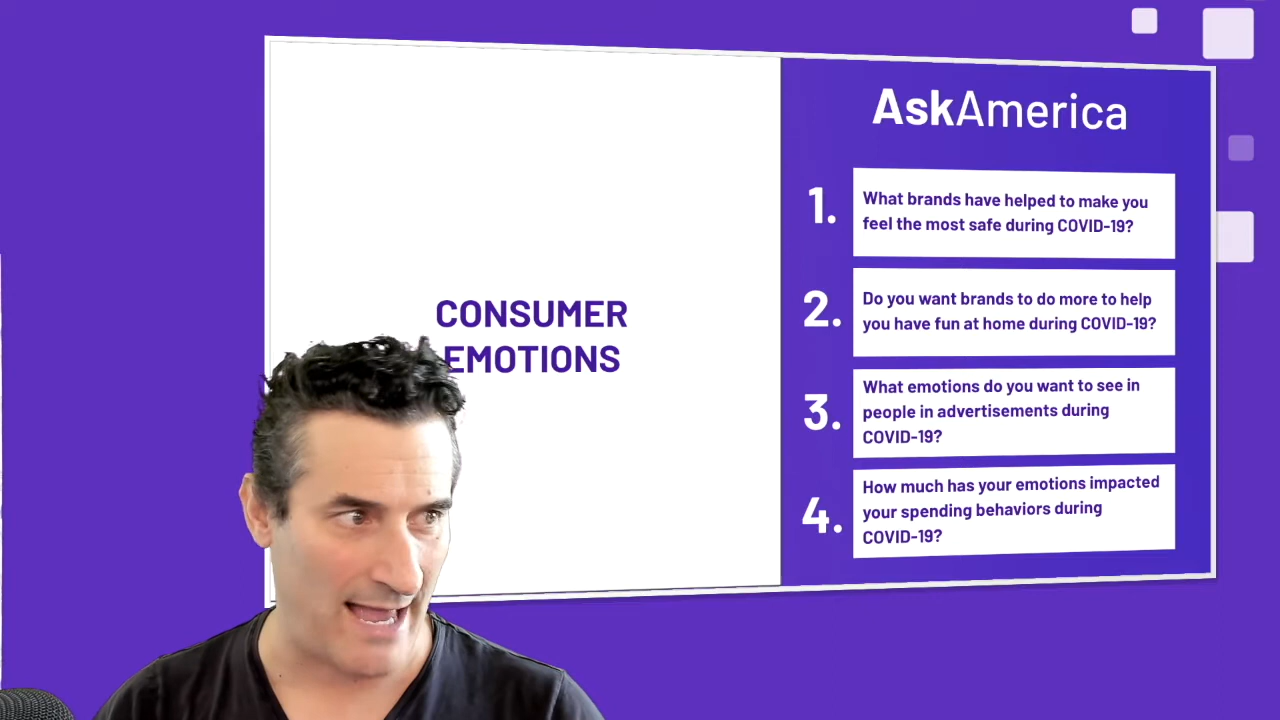 CONSUMER
EMOTIONS
AskAmerica
1.
What brands have helped to make you
feel the most safe during COVID-19?
2.
Do you want brands to do more to help
you have fun at home during COVID-19?
3.
What emotions do you want to see in
people in advertisements during
COVID-19?
4.
How much has your emotions impacted
your spending behaviors during
COVID-19?